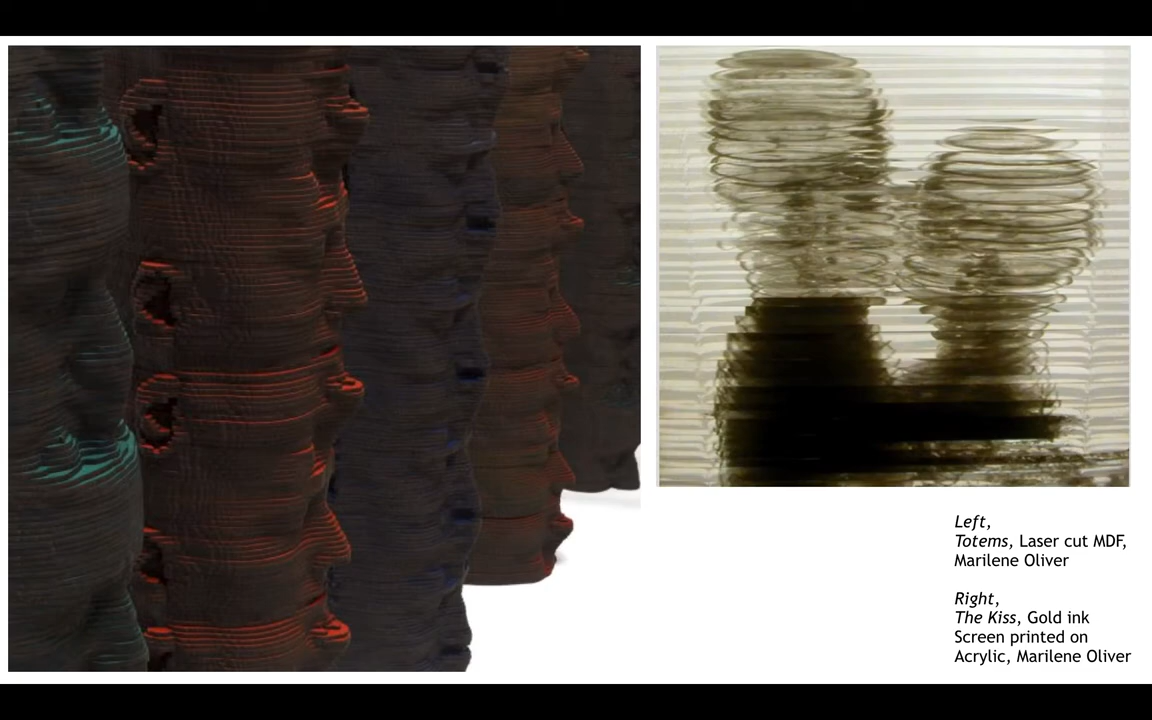 Left,
Totems, Laser cut MDF,
Marilene Oliver
Right,
The Kiss, Gold ink
Screen printed on
Acrylic, Marilene Oliver